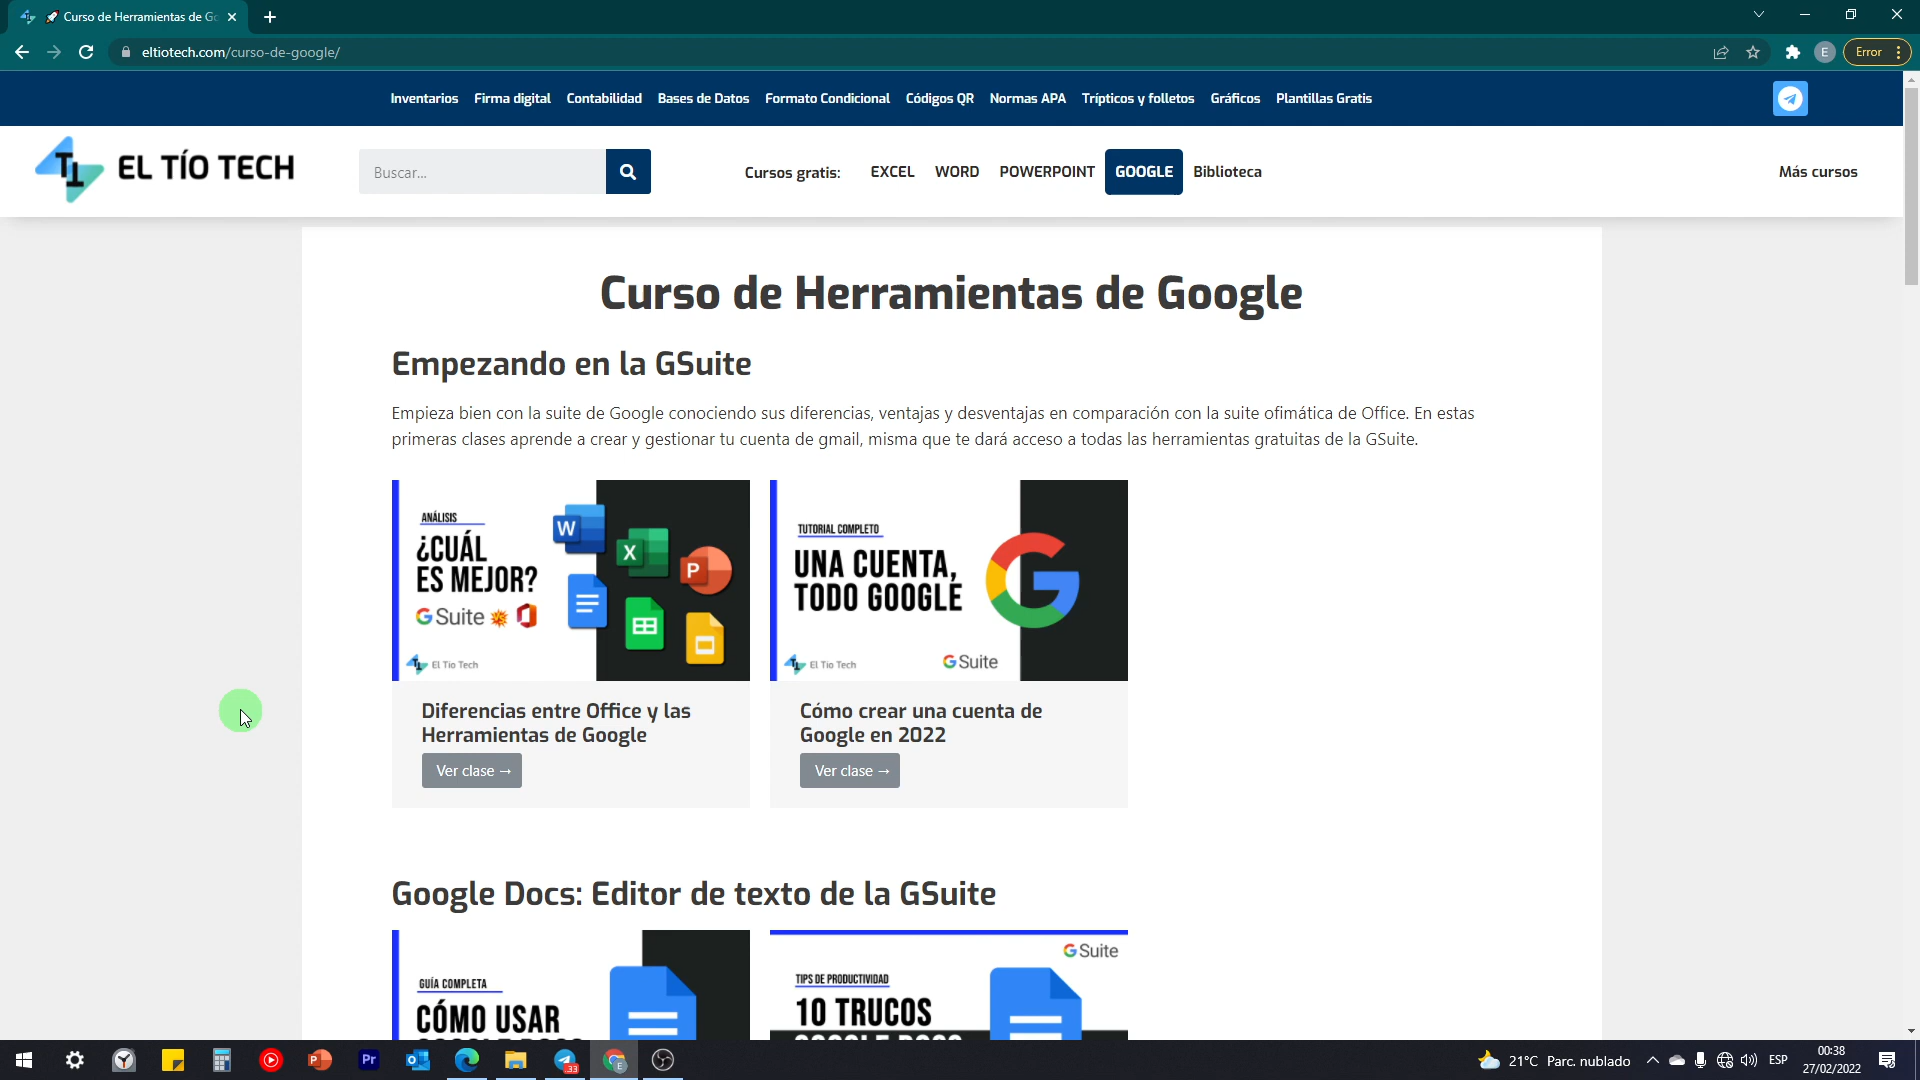 Curso de Herramientas de Go
eltiotech.com/curso-de-google/
E
Error
Inventarios Firma digital Contabilidad Bases de Datos Formato Condicional Códigos QR Normas APA Trípticos y folletos Gráficos Plantillas Gratis
EL TÍO TECH
Buscar...
Cursos gratis: EXCEL WORD POWERPOINT GOOGLE Biblioteca
Más cursos
Curso de Herramientas de Google
Empezando en la GSuite
Empieza bien con la suite de Google conociendo sus diferencias, ventajas y desventajas en comparación con la suite ofimática de Office. En estas
primeras clases aprende a crear y gestionar tu cuenta de gmail, misma que te dará acceso a todas las herramientas gratuitas de la GSuite.
ANÁLISIS
¿CUÁL
ES MEJOR?
G Suite
W
X
P
El Tío Tech
TUTORIAL COMPLETO
UNA CUENTA,
TODO GOOGLE
El Tío Tech
G Suite
Diferencias entre Office y las
Herramientas de Google
Ver clase →
Cómo crear una cuenta de
Google en 2022
Ver clase →
Google Docs: Editor de texto de la GSuite
GUÍA COMPLETA
CÓMO USAR
GOOGLE DOCS
G Suite
TIPS DE PRODUCTIVIDAD
10 TRUCOS
GOOGLE DOCS
P
Pr
33
E
21°C Parc. nublado
ESP
00:38
27/02/2022